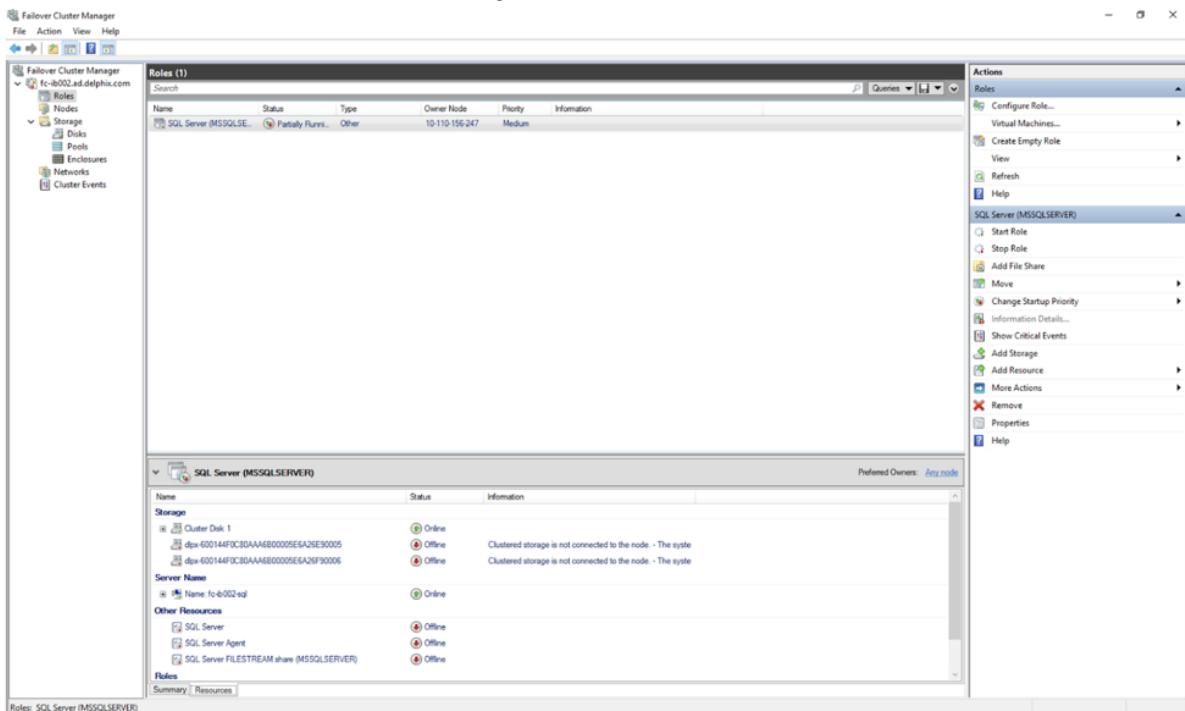 Failover Cluster Manager
File Action View Help
Failover Cluster Manager
fc-ib002.ad.delphix.com
Roles
Nodes
Storage
Disks
Pools
Enclosures
Networks
Cluster Events
Roles (1)
Search
Queries
Name Status Type Owner Node Priority Information
SQL Server (MSSQLSE... Partially Runni... Other 10-110-156-247 Medium
SQL Server (MSSQLSERVER)
Preferred Owners: Any node
Name Status Information
Storage
Cluster Disk 1 Online
dlpx-600144F0C80AAA6B00005E6A26E90005 Offline Clustered storage is not connected to the node. - The syste
dlpx-600144F0C80AAA6B00005E6A26F90006 Offline Clustered storage is not connected to the node. - The syste
Server Name
Name: fc-ib002-sql Online
Other Resources
SQL Server Offline
SQL Server Agent Offline
SQL Server FILESTREAM share (MSSQLSERVER) Offline
Roles
Summary Resources
Actions
Roles
Configure Role...
Virtual Machines...
Create Empty Role
View
Refresh
Help
SQL Server (MSSQLSERVER)
Start Role
Stop Role
Add File Share
Move
Change Startup Priority
Information Details...
Show Critical Events
Add Storage
Add Resource
More Actions
Remove
Properties
Help
Roles: SQL Server (MSSQLSERVER)